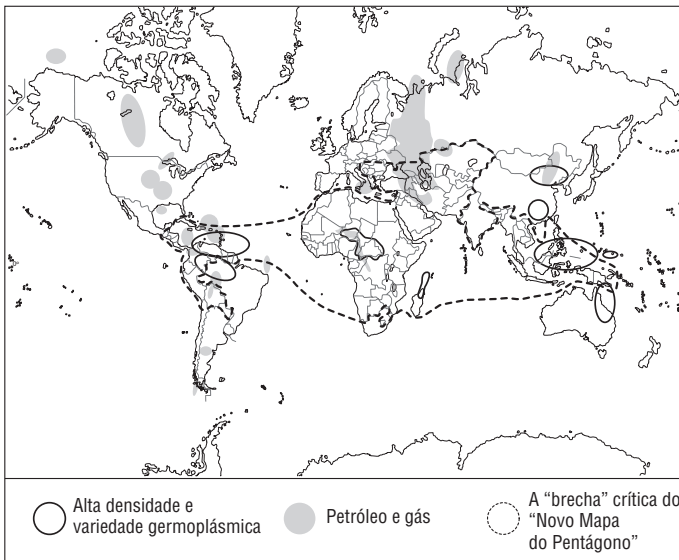 Alta densidade e
variedade germoplásmica
Petróleo e gás
A “brecha” crítica do
“Novo Mapa
do Pentágono”